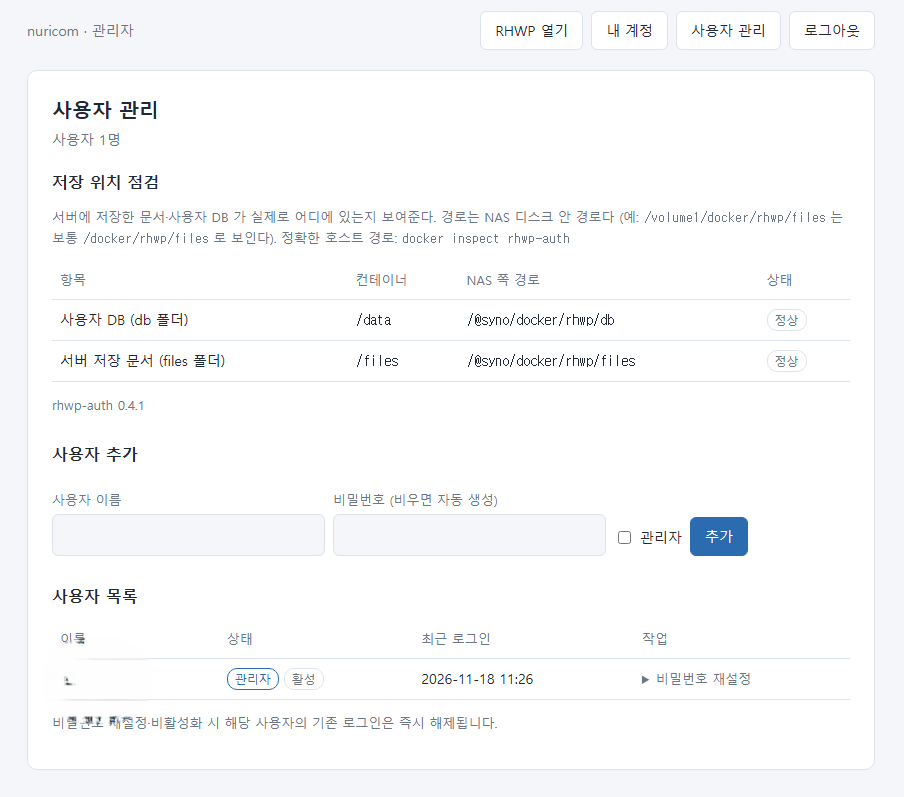 nuricom · 관리자
RHWP 열기
내 계정
사용자 관리
로그아웃
사용자 관리
사용자 1명
저장 위치 점검
서버에 저장한 문서·사용자 DB 가 실제로 어디에 있는지 보여준다. 경로는 NAS 디스크 안 경로다 (예: /volume1/docker/rhwp/files 는
보통 /docker/rhwp/files 로 보인다). 정확한 호스트 경로: docker inspect rhwp-auth
항목 컨테이너 NAS 쪽 경로 상태
사용자 DB (db 폴더) /data /@syno/docker/rhwp/db 정상
서버 저장 문서 (files 폴더) /files /@syno/docker/rhwp/files 정상
rhwp-auth 0.4.1
사용자 추가
사용자 이름 비밀번호 (비우면 자동 생성)
관리자 추가
사용자 목록
이름 상태 최근 로그인 작업
관리자 활성 2026-11-18 11:26 ▶ 비밀번호 재설정
재설정·비활성화 시 해당 사용자의 기존 로그인은 즉시 해제됩니다.